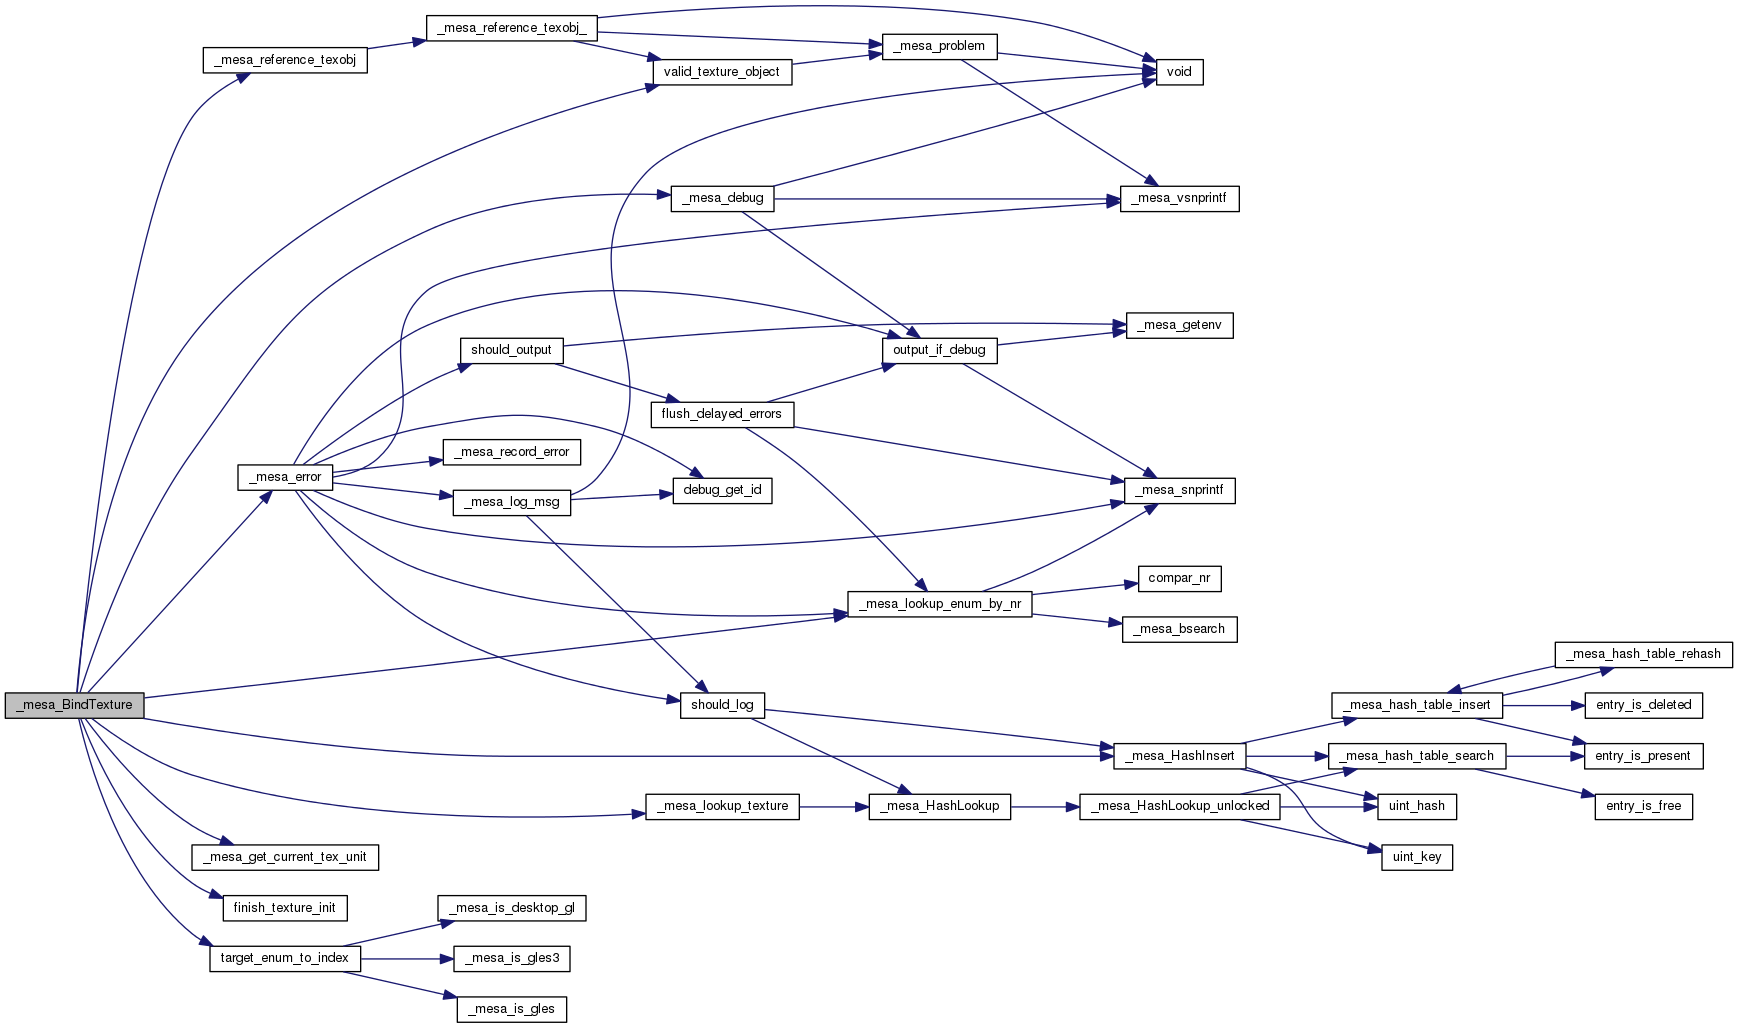 _mesa_reference_texobj_
_mesa_problem
_mesa_reference_texobj
valid_texture_object
void
_mesa_debug
_mesa_vsnprintf
_mesa_getenv
should_output
output_if_debug
flush_delayed_errors
_mesa_record_error
_mesa_error
_mesa_log_msg
debug_get_id
_mesa_snprintf
compar_nr
_mesa_lookup_enum_by_nr
_mesa_bsearch
_mesa_hash_table_rehash
_mesa_BindTexture
should_log
_mesa_hash_table_insert
entry_is_deleted
_mesa_HashInsert
_mesa_hash_table_search
entry_is_present
_mesa_lookup_texture
_mesa_HashLookup
_mesa_HashLookup_unlocked
uint_hash
entry_is_free
_mesa_get_current_tex_unit
uint_key
finish_texture_init
_mesa_is_desktop_gl
target_enum_to_index
_mesa_is_gles3
_mesa_is_gles